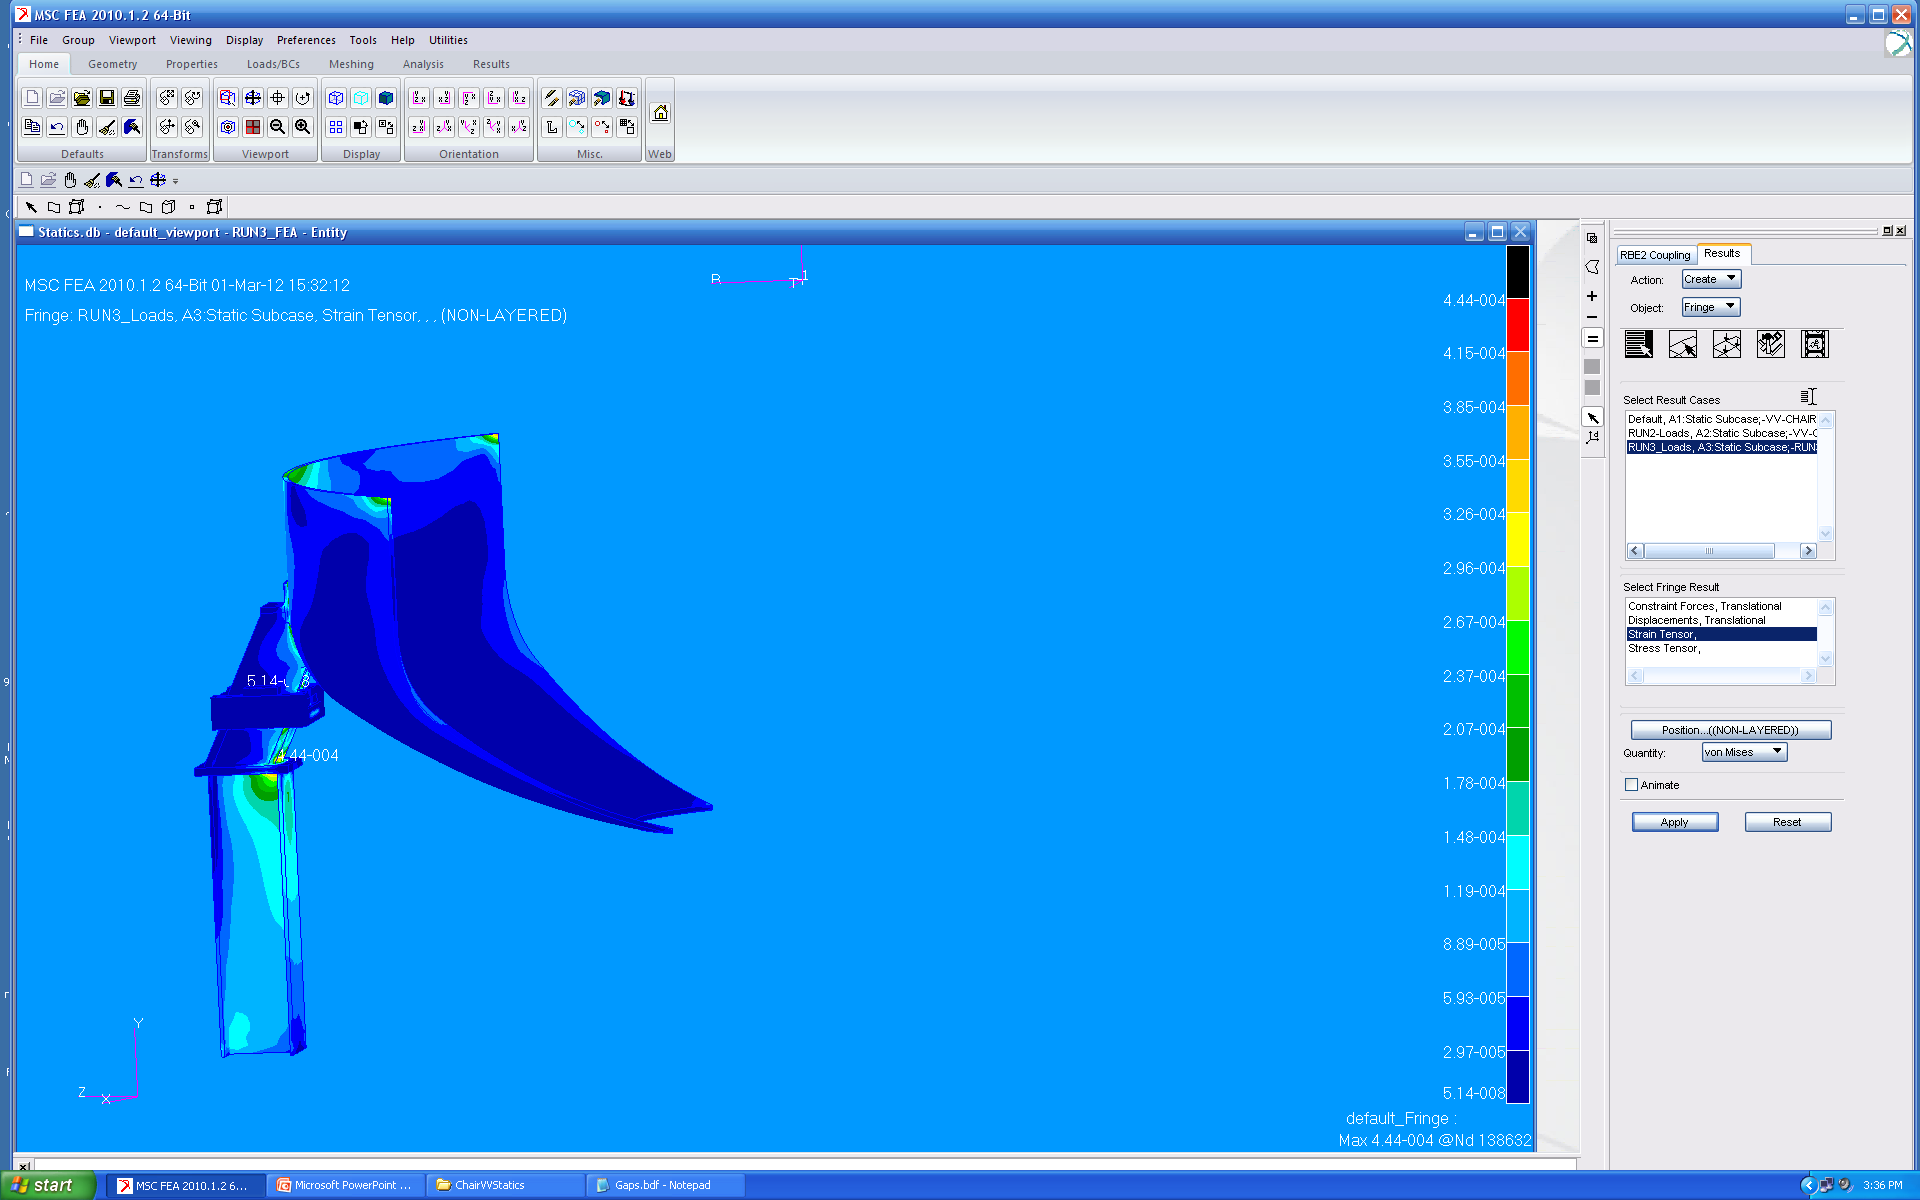 MSC FEA 2010.1.2 64-Bit
File Group Viewport Viewing Display Preferences Tools Help Utilities
Home Geometry Properties Loads/BCs Meshing Analysis Results
Defaults Transforms Viewport Display Orientation Misc. Web
Statics.db - default_viewport - RUN3_FEA - Entity
MSC FEA 2010.1.2 64-Bit 01-Mar-12 15:32:12
Fringe: RUN3_Loads, A3:Static Subcase, Strain Tensor, , , (NON-LAYERED)
R
T
4.44-004
4.15-004
3.85-004
3.55-004
3.26-004
2.96-004
2.67-004
2.37-004
2.07-004
1.78-004
1.48-004
1.19-004
8.89-005
5.93-005
2.97-005
5.14-008
default_Fringe :
Max 4.44-004 @Nd 138632
5.14-
8
.44-004
Y
Z
X
RBE2 Coupling Results
Action: Create
Object: Fringe
Select Result Cases
Default, A1:Static Subcase;-VV-CHAIR
RUN2-Loads, A2:Static Subcase;-VV-C
RUN3_Loads, A3:Static Subcase;-RUN
Select Fringe Result
Constraint Forces, Translational
Displacements, Translational
Strain Tensor,
Stress Tensor,
Position...((NON-LAYERED))
Quantity: von Mises
Animate
Apply Reset
start
MSC FEA 2010.1.2 6...
Microsoft PowerPoint ...
ChairVVStatics
Gaps.bdf - Notepad
3:36 PM